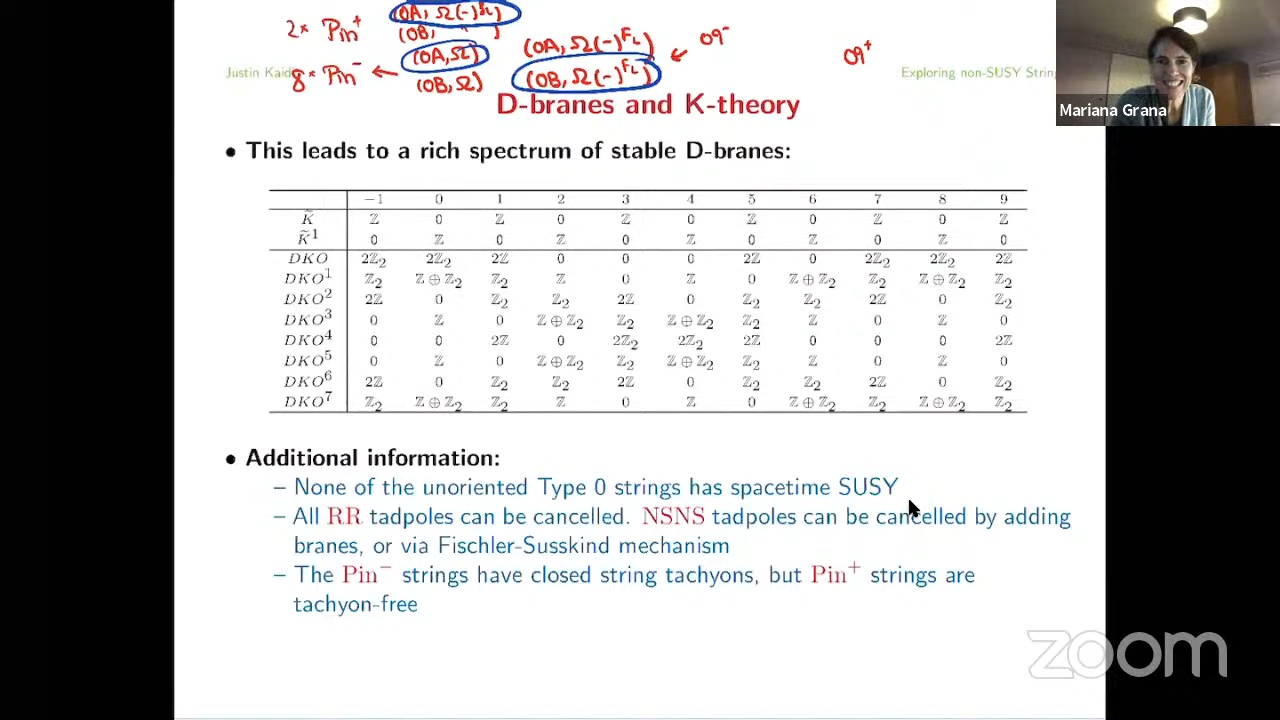 2 × Pin⁺
(0A, Ω(-)^{fL})
(0B, " )
(0A, Ω(-)^{FL})
← 09⁻
09⁺
8 × Pin⁻ ←
(0A, Ω)
(0B, Ω)
(0B, Ω(-)^{FL})
Justin Kaid
Exploring non-SUSY String
Mariana Grana
D-branes and K-theory
• This leads to a rich spectrum of stable D-branes:
−1 0 1 2 3 4 5 6 7 8 9
K̃ ℤ 0 ℤ 0 ℤ 0 ℤ 0 ℤ 0 ℤ
K̃¹ 0 ℤ 0 ℤ 0 ℤ 0 ℤ 0 ℤ 0
DKO 2ℤ₂ 2ℤ₂ 2ℤ 0 0 0 2ℤ 0 2ℤ₂ 2ℤ₂ 2ℤ
DKO¹ ℤ₂ ℤ ⊕ ℤ₂ ℤ₂ ℤ 0 ℤ 0 ℤ ⊕ ℤ₂ ℤ₂ ℤ ⊕ ℤ₂ ℤ₂
DKO² 2ℤ 0 ℤ₂ ℤ₂ 2ℤ 0 ℤ₂ ℤ₂ 2ℤ 0 ℤ₂
DKO³ 0 ℤ 0 ℤ ⊕ ℤ₂ ℤ₂ ℤ ⊕ ℤ₂ ℤ₂ ℤ 0 ℤ 0
DKO⁴ 0 0 2ℤ 0 2ℤ₂ 2ℤ₂ 2ℤ 0 0 0 2ℤ
DKO⁵ 0 ℤ 0 ℤ ⊕ ℤ₂ ℤ₂ ℤ ⊕ ℤ₂ ℤ₂ ℤ 0 ℤ 0
DKO⁶ 2ℤ 0 ℤ₂ ℤ₂ 2ℤ 0 ℤ₂ ℤ₂ 2ℤ 0 ℤ₂
DKO⁷ ℤ₂ ℤ ⊕ ℤ₂ ℤ₂ ℤ 0 ℤ 0 ℤ ⊕ ℤ₂ ℤ₂ ℤ ⊕ ℤ₂ ℤ₂
• Additional information:
– None of the unoriented Type 0 strings has spacetime SUSY
– All RR tadpoles can be cancelled. NSNS tadpoles can be cancelled by adding
branes, or via Fischler-Susskind mechanism
– The Pin⁻ strings have closed string tachyons, but Pin⁺ strings are
tachyon-free
zoom